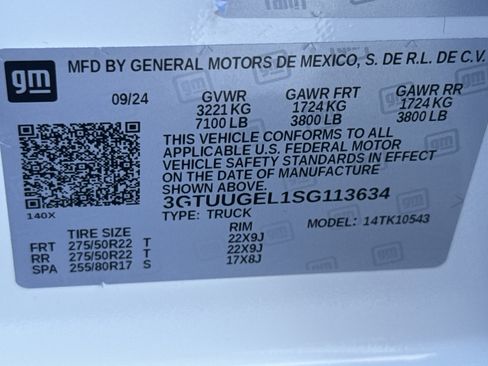 gm
MFD BY GENERAL MOTORS DE MEXICO, S. DE R.L. DE C.V.
09/24 GVWR GAWR FRT GAWR RR
3221 KG 1724 KG 1724 KG
7100 LB 3800 LB 3800 LB
THIS VEHICLE CONFORMS TO ALL
APPLICABLE U.S. FEDERAL MOTOR
VEHICLE SAFETY STANDARDS IN EFFECT
ON THE DATE OF MANUFACTURE
SHOWN ABOVE.
3GTUUGEL1SG113634
140X TYPE: TRUCK MODEL: 14TK10543
TIRE SIZE RIM
FRT 275/50R22 T 22X9J
RR 275/50R22 T 22X9J
SPA 255/80R17 S 17X8J